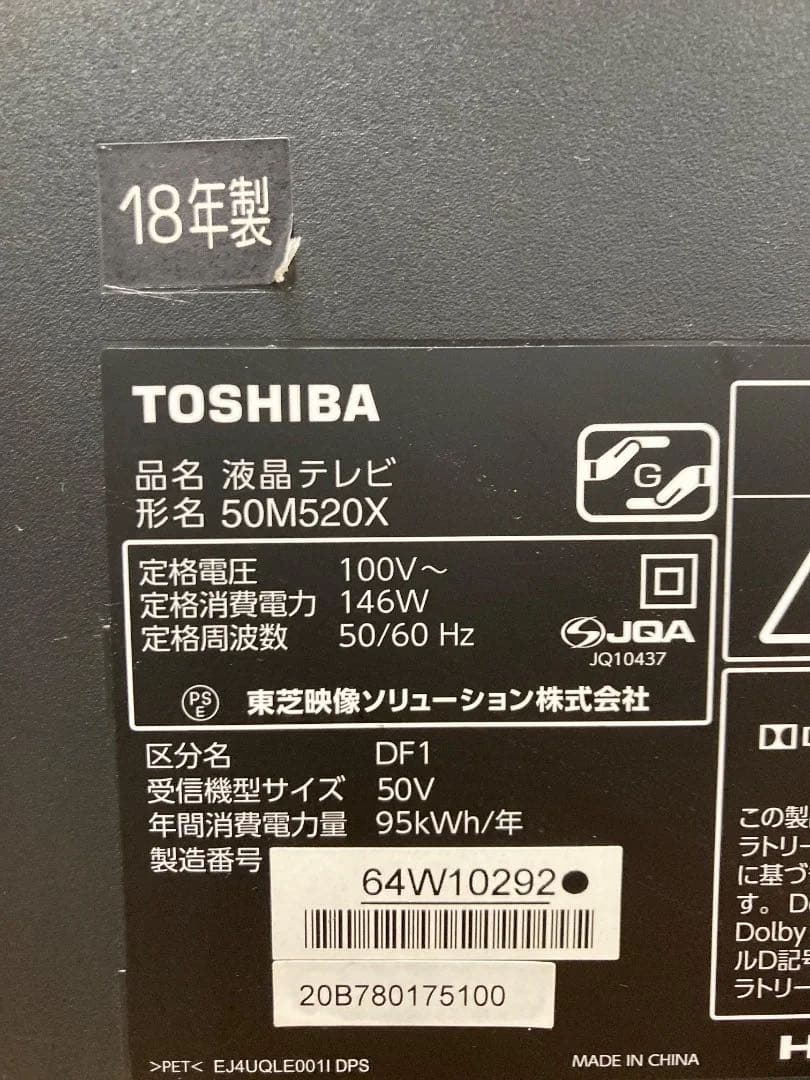 18年製
TOSHIBA
品名 液晶テレビ
形名 50M520X
G
定格電圧 100V～
定格消費電力 146W
定格周波数 50/60 Hz
JQA
JQ10437
PS
E
東芝映像ソリューション株式会社
区分名 DF1
受信機型サイズ 50V
年間消費電力量 95kWh/年
製造番号
64W10292●
20B780175100
この製
ラトリー
に基づ
す。
Dolby
ルD記
ラトリー
>PET< EJ4UQLE001I DPS
MADE IN CHINA